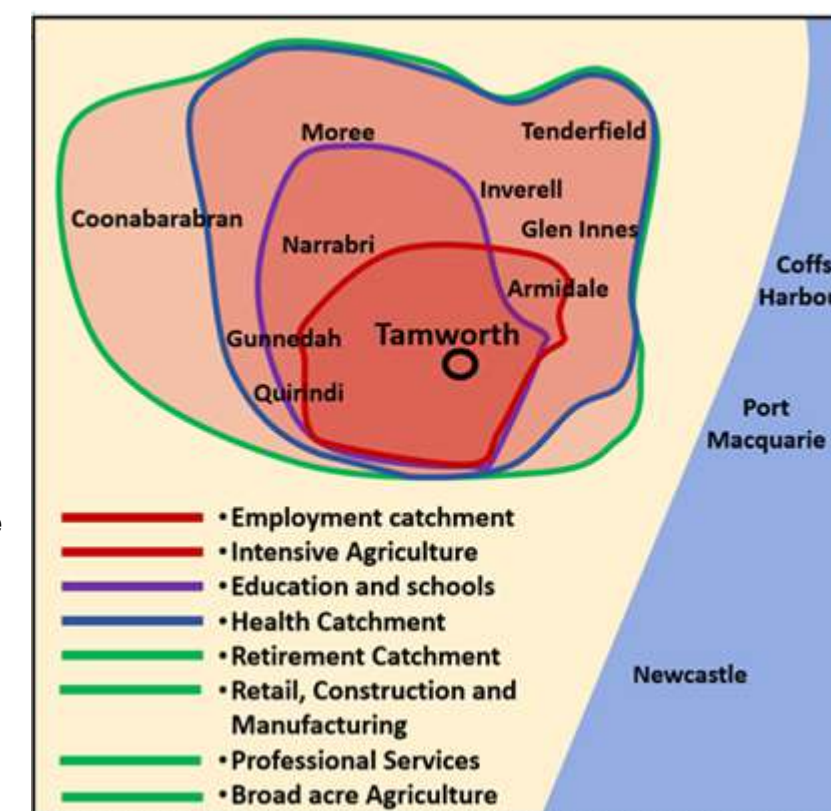 Moree
Tenderfield
Inverell
Coonabarabran
Glen Innes
Narrabri
Coffs
Armidale
Harbou
Gunnedah
Tamworth
Quirindi
Port
Macquarie
e
• Employment catchment
• Intensive Agriculture
• Education and schools
• Health Catchment
• Retirement Catchment
Newcastle
• Retail, Construction and
Manufacturing
• Professional Services
• Broad acre Agriculture